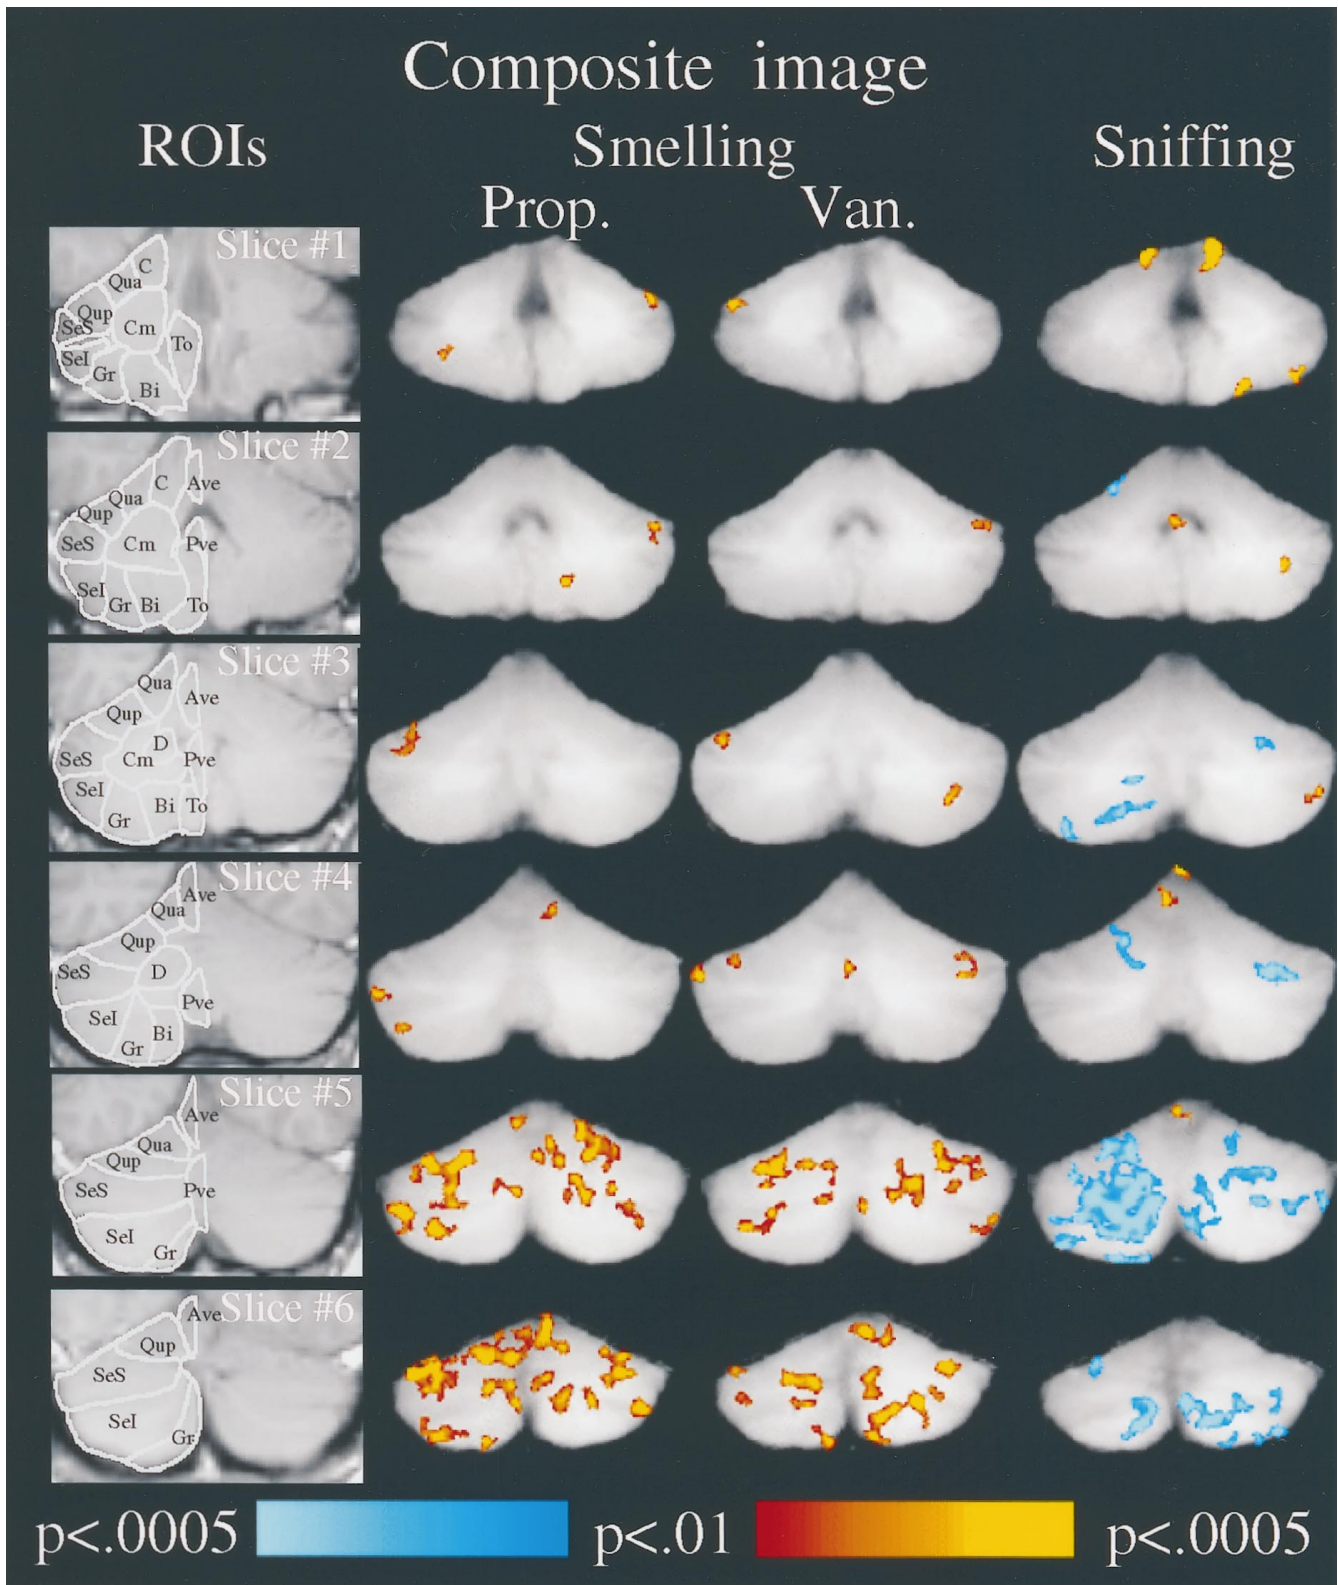 Composite image
ROIs Smelling Sniffing
Prop. Van.
Slice #1
C
Qua
Qup
SeS Cm
To
SeI
Gr
Bi
Slice #2
C Ave
Qua
Qup
SeS Cm Pve
SeI
Gr Bi To
Slice #3
Qua
Ave
Qup
D
SeS Cm Pve
SeI
Bi To
Gr
Slice #4
Ave
Qua
Qup
SeS D
Pve
SeI
Bi
Gr
Slice #5
Ave
Qua
Qup
SeS Pve
SeI
Gr
Slice #6
Ave
Qup
SeS
SeI
Gr
p<.0005 p<.01 p<.0005